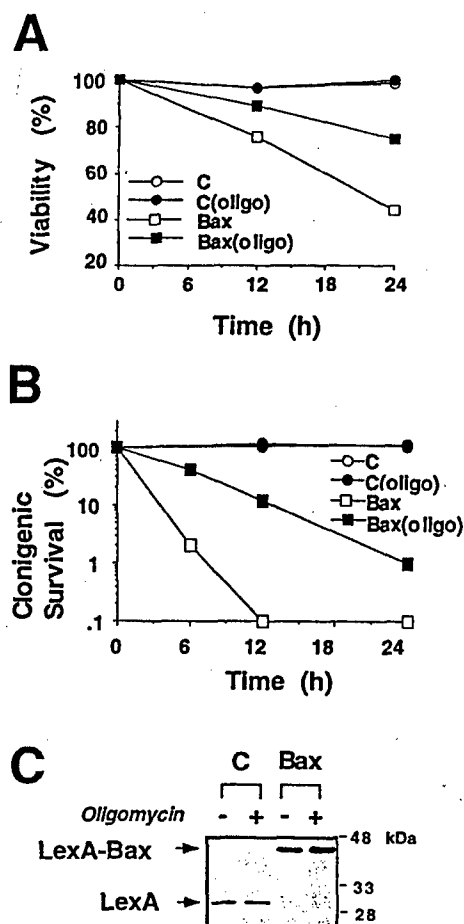 A
Viability (%)
100
80
60
40
20
C
C(oligo)
Bax
Bax(oligo)
0 6 12 18 24
Time (h)
B
Clonigenic Survival (%)
100
10
1
.1
C
C(oligo)
Bax
Bax(oligo)
0 6 12 18 24
Time (h)
C
C Bax
Oligomycin - + - +
LexA-Bax
48 kDa
33
LexA
28